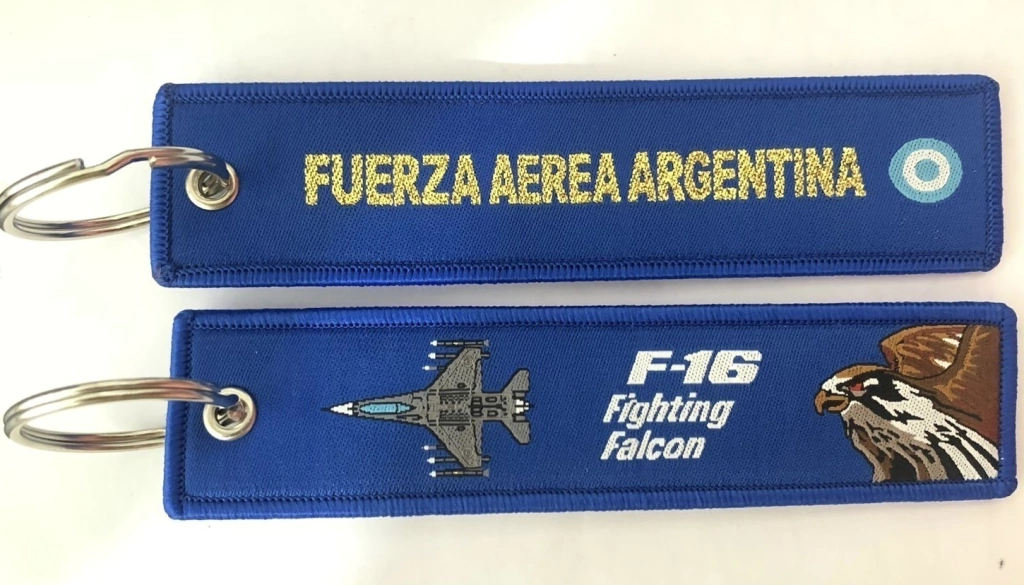 FUERZA AEREA ARGENTINA
F-16
Fighting
Falcon